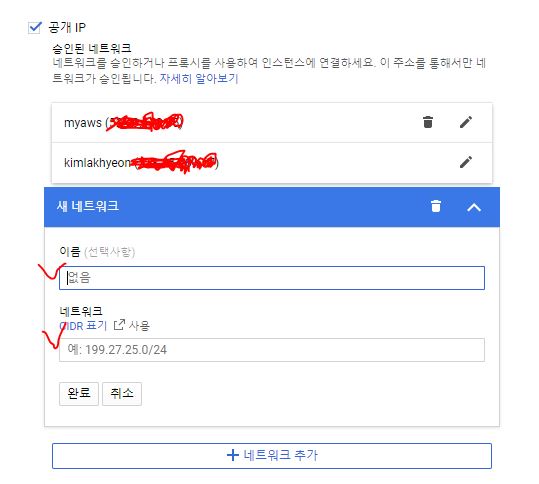 공개 IP
승인된 네트워크
네트워크를 승인하거나 프록시를 사용하여 인스턴스에 연결하세요. 이 주소를 통해서만 네
트워크가 승인됩니다. 자세히 알아보기
myaws (
kimlakhyeon
새 네트워크
이름 (선택사항)
없음
네트워크
CIDR 표기 사용
예: 199.27.25.0/24
완료 취소
+ 네트워크 추가